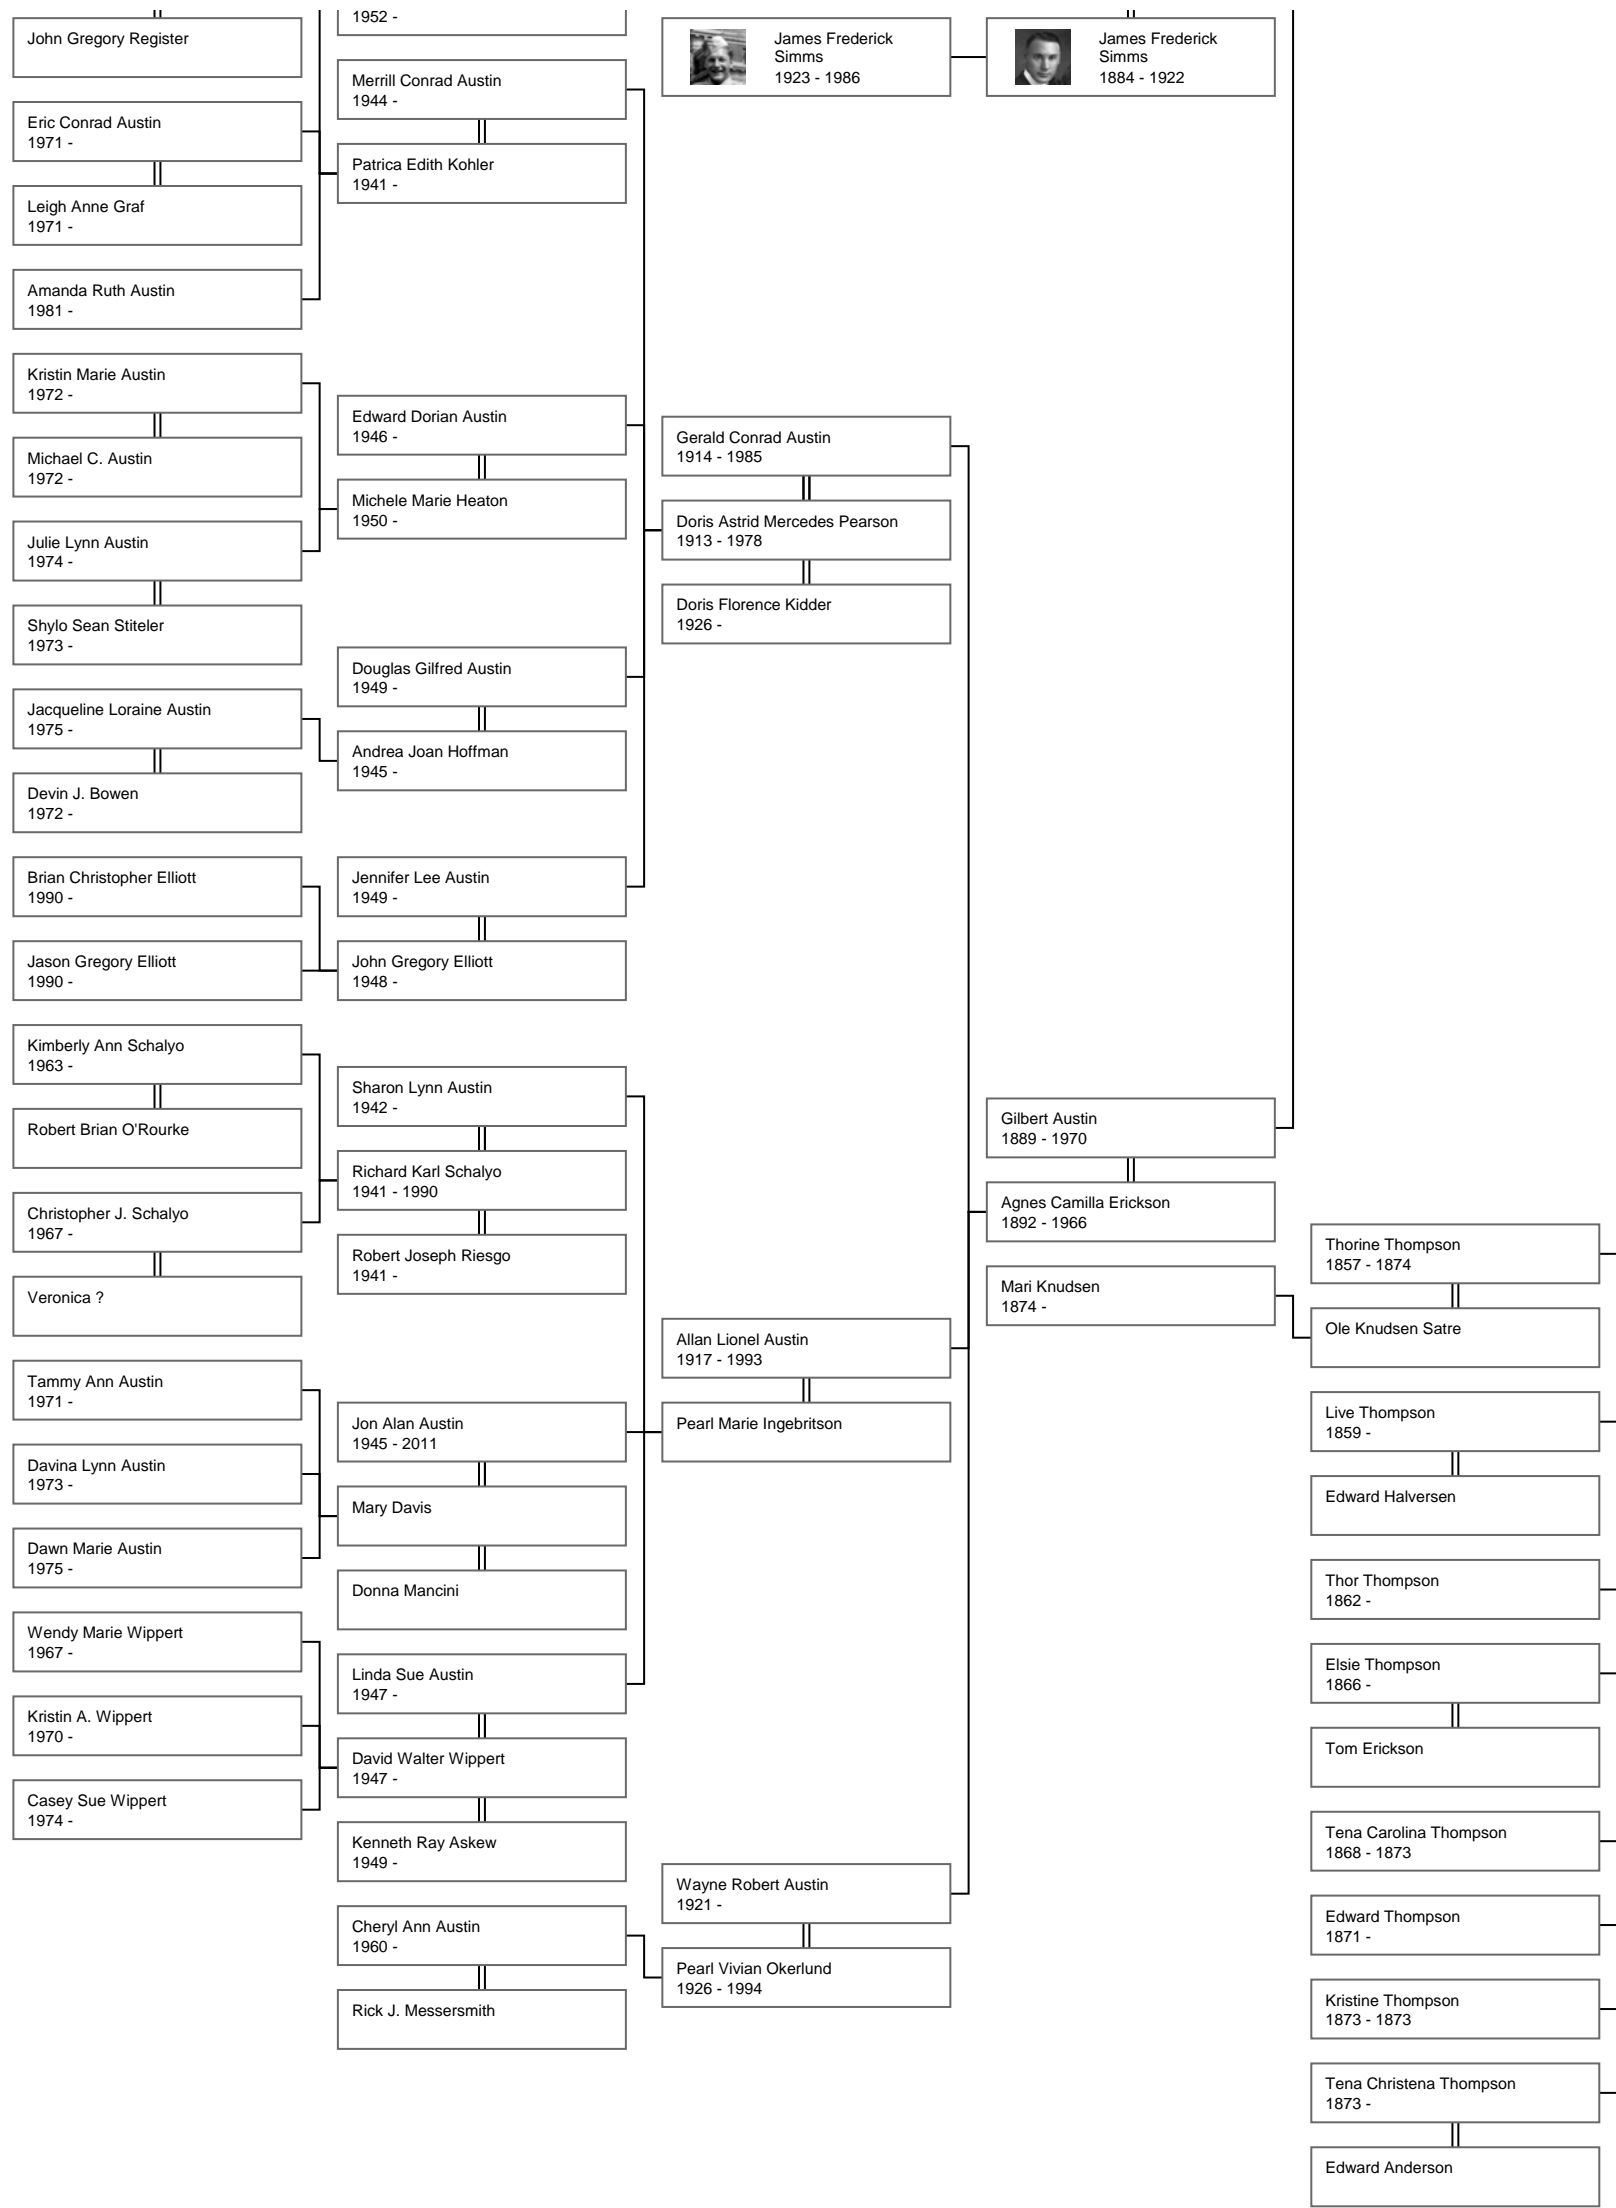 John Gregory Register
Eric Conrad Austin
1971 -
Leigh Anne Graf
1971 -
Amanda Ruth Austin
1981 -
Kristin Marie Austin
1972 -
Michael C. Austin
1972 -
Julie Lynn Austin
1974 -
Shylo Sean Stiteler
1973 -
Jacqueline Loraine Austin
1975 -
Devin J. Bowen
1972 -
Brian Christopher Elliott
1990 -
Jason Gregory Elliott
1990 -
Kimberly Ann Schalyo
1963 -
Robert Brian O'Rourke
Christopher J. Schalyo
1967 -
Veronica ?
Tammy Ann Austin
1971 -
Davina Lynn Austin
1973 -
Dawn Marie Austin
1975 -
Wendy Marie Wippert
1967 -
Kristin A. Wippert
1970 -
Casey Sue Wippert
1974 -
1952 -
Merrill Conrad Austin
1944 -
Patrica Edith Kohler
1941 -
Edward Dorian Austin
1946 -
Michele Marie Heaton
1950 -
Douglas Gilfred Austin
1949 -
Andrea Joan Hoffman
1945 -
Jennifer Lee Austin
1949 -
John Gregory Elliott
1948 -
Sharon Lynn Austin
1942 -
Richard Karl Schalyo
1941 - 1990
Robert Joseph Riesgo
1941 -
Jon Alan Austin
1945 - 2011
Mary Davis
Donna Mancini
Linda Sue Austin
1947 -
David Walter Wippert
1947 -
Kenneth Ray Askew
1949 -
Cheryl Ann Austin
1960 -
Rick J. Messersmith
James Frederick
Simms
1923 - 1986
Gerald Conrad Austin
1914 - 1985
Doris Astrid Mercedes Pearson
1913 - 1978
Doris Florence Kidder
1926 -
Allan Lionel Austin
1917 - 1993
Pearl Marie Ingebritson
Wayne Robert Austin
1921 -
Pearl Vivian Okerlund
1926 - 1994
James Frederick
Simms
1884 - 1922
Gilbert Austin
1889 - 1970
Agnes Camilla Erickson
1892 - 1966
Mari Knudsen
1874 -
Thorine Thompson
1857 - 1874
Ole Knudsen Satre
Live Thompson
1859 -
Edward Halversen
Thor Thompson
1862 -
Elsie Thompson
1866 -
Tom Erickson
Tena Carolina Thompson
1868 - 1873
Edward Thompson
1871 -
Kristine Thompson
1873 - 1873
Tena Christena Thompson
1873 -
Edward Anderson